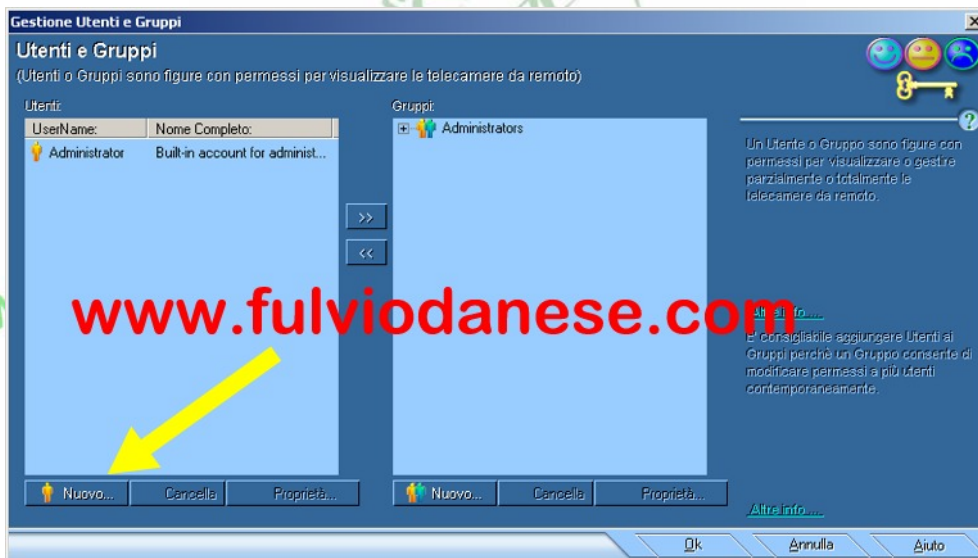 Gestione Utenti e Gruppi
Utenti e Gruppi
(Utenti o Gruppi sono figure con permessi per visualizzare le telecamere da remoto)
Utenti:
Gruppi:
UserName: Nome Completo:
Administrator Built-in account for administ...
Administrators
Un Utente o Gruppo sono figure con
permessi per visualizzare o gestire
parzialmente o totalmente le
telecamere da remoto.
>>
<<
www.fulviodanese.com
Altre info....
E' consigliabile aggiungere Utenti ai
Gruppi perchè un Gruppo consente di
modificare permessi a più utenti
contemporaneamente.
Nuovo... Cancella Proprietà...
Nuovo... Cancella Proprietà...
Altre info....
Ok Annulla Aiuto